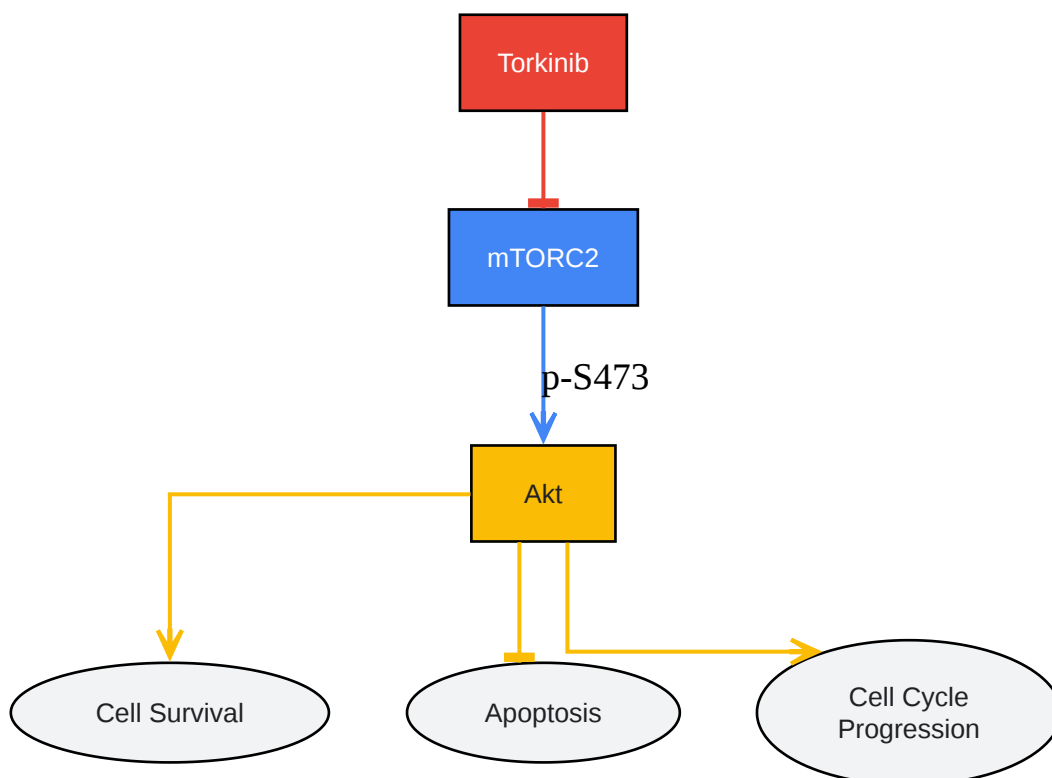 Torkinib
mTORC2
p-S473
Akt
Cell Survival
Apoptosis
Cell Cycle
Progression